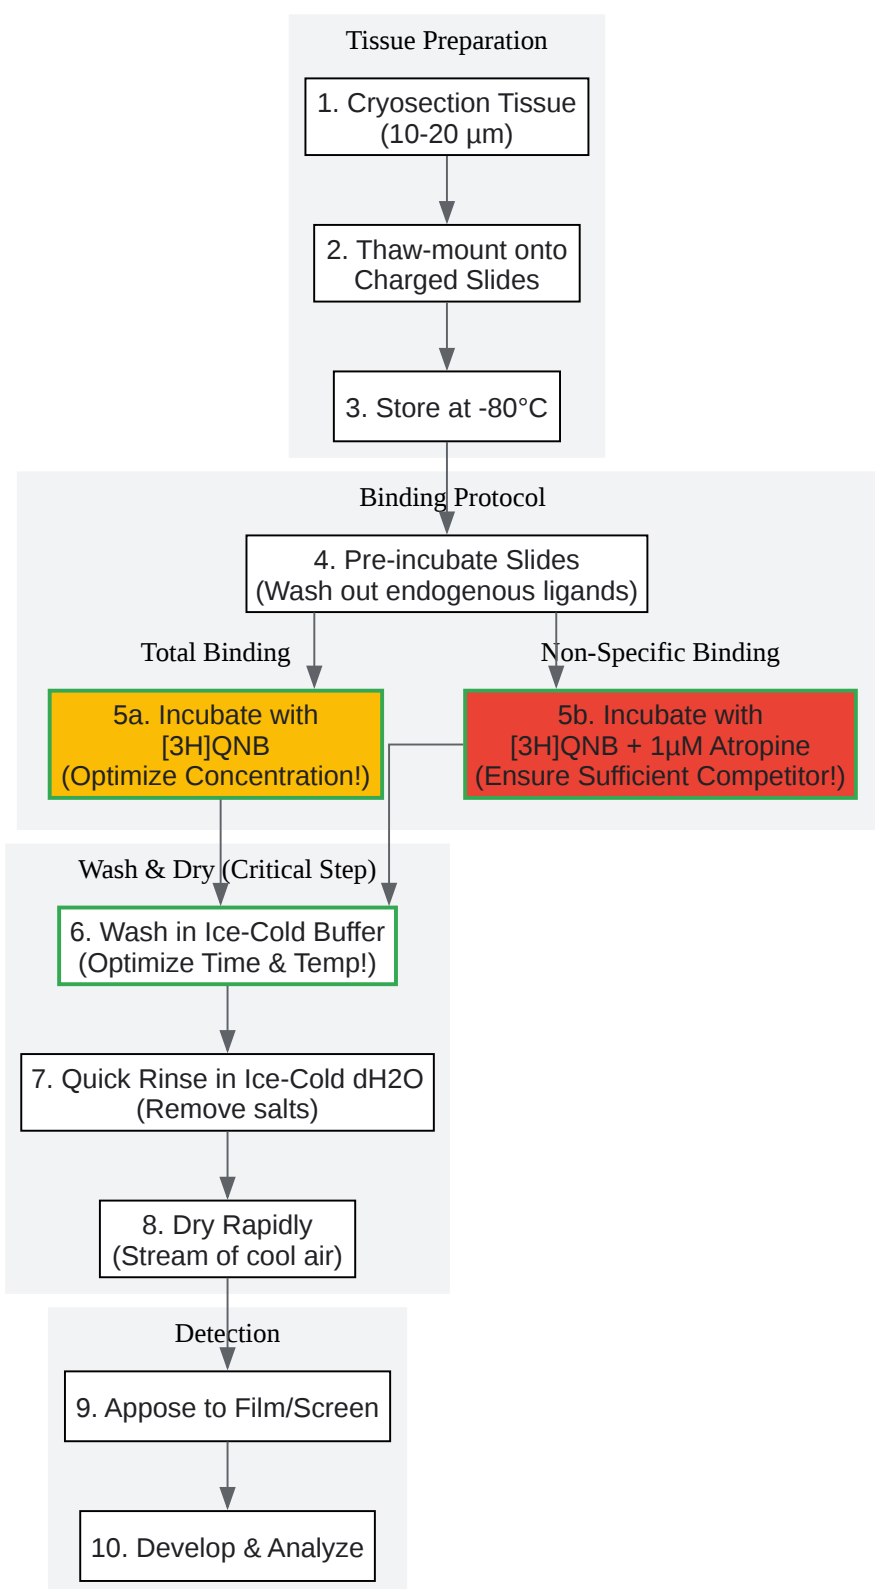 Tissue Preparation
1. Cryosection Tissue
(10-20 µm)
2. Thaw-mount onto
Charged Slides
3. Store at -80°C
Binding Protocol
4. Pre-incubate Slides
(Wash out endogenous ligands)
Total Binding
Non-Specific Binding
5a. Incubate with
[3H]QNB
(Optimize Concentration!)
5b. Incubate with
[3H]QNB + 1µM Atropine
(Ensure Sufficient Competitor!)
Wash & Dry (Critical Step)
6. Wash in Ice-Cold Buffer
(Optimize Time & Temp!)
7. Quick Rinse in Ice-Cold dH2O
(Remove salts)
8. Dry Rapidly
(Stream of cool air)
Detection
9. Appose to Film/Screen
10. Develop & Analyze